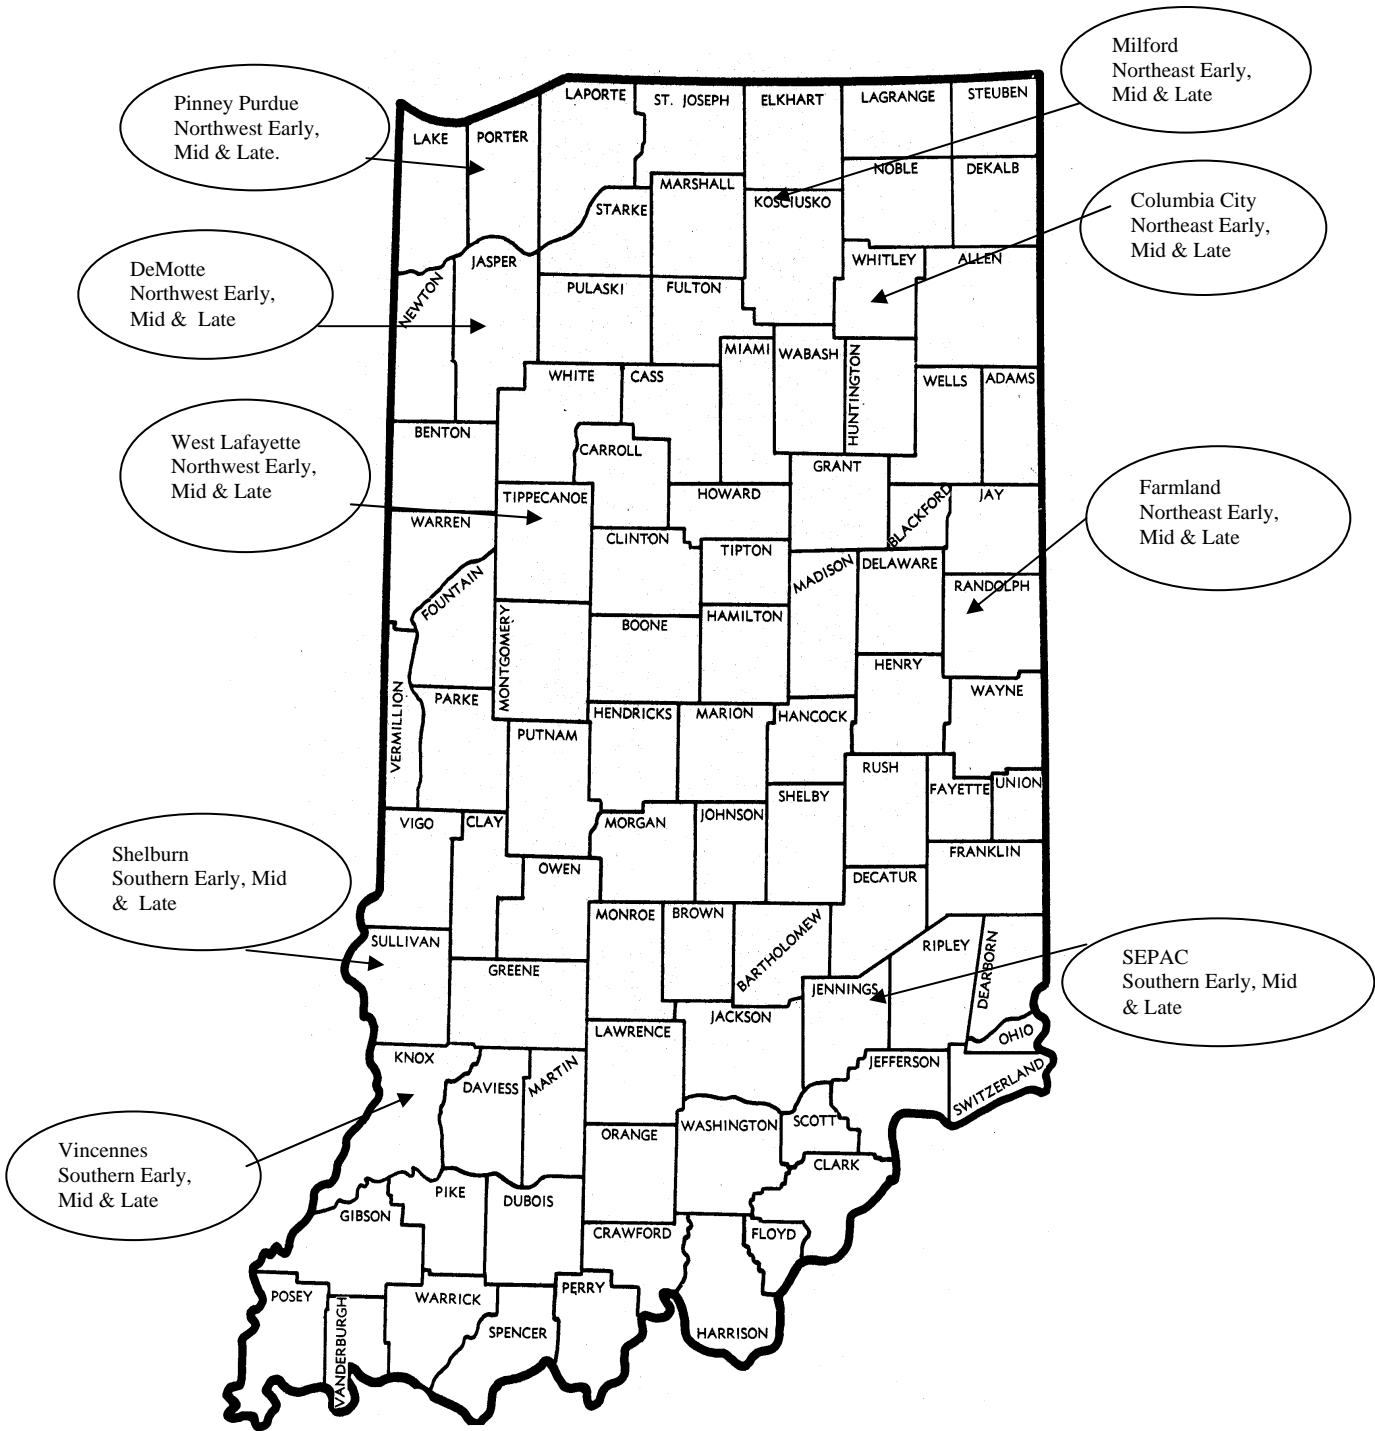 Milford
Northeast Early,
Mid & Late
Pinney Purdue
Northwest Early,
Mid & Late.
Columbia City
Northeast Early,
Mid & Late
DeMotte
Northwest Early,
Mid &  Late
West Lafayette
Northwest Early,
Mid & Late
Farmland
Northeast Early,
Mid & Late
Shelburn
Southern Early, Mid
&  Late
SEPAC
Southern Early, Mid
& Late
Vincennes
Southern Early,
Mid & Late
LAKE
PORTER
LAPORTE
ST. JOSEPH
ELKHART
LAGRANGE
STEUBEN
NOBLE
DEKALB
MARSHALL
STARKE
KOSCIUSKO
WHITLEY
ALLEN
NEWTON
JASPER
PULASKI
FULTON
MIAMI
WABASH
HUNTINGTON
WELLS
ADAMS
WHITE
CASS
BENTON
CARROLL
GRANT
HOWARD
TIPPECANOE
BLACKFORD
JAY
WARREN
CLINTON
TIPTON
MADISON
DELAWARE
RANDOLPH
FOUNTAIN
MONTGOMERY
BOONE
HAMILTON
HENRY
WAYNE
VERMILLION
PARKE
HENDRICKS
MARION
HANCOCK
PUTNAM
RUSH
FAYETTE
UNION
SHELBY
VIGO
CLAY
MORGAN
JOHNSON
FRANKLIN
OWEN
DECATUR
MONROE
BROWN
BARTHOLOMEW
SULLIVAN
GREENE
RIPLEY
DEARBORN
JENNINGS
JACKSON
LAWRENCE
OHIO
KNOX
DAVIESS
MARTIN
JEFFERSON
SWITZERLAND
WASHINGTON
SCOTT
ORANGE
CLARK
GIBSON
PIKE
DUBOIS
CRAWFORD
FLOYD
POSEY
VANDERBURGH
WARRICK
SPENCER
PERRY
HARRISON